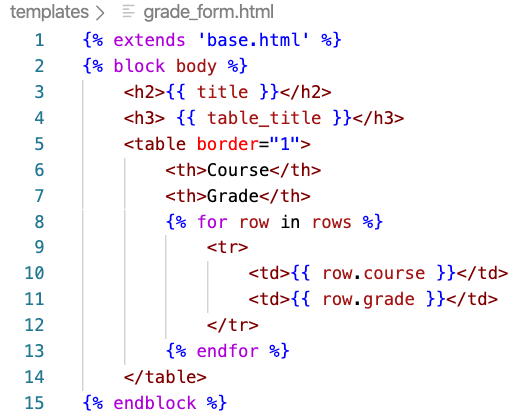 templates > grade_form.html
1 {% extends 'base.html' %}
2 {% block body %}
3     <h2>{{ title }}</h2>
4     <h3> {{ table_title }}</h3>
5     <table border="1">
6         <th>Course</th>
7         <th>Grade</th>
8         {% for row in rows %}
9             <tr>
10                 <td>{{ row.course }}</td>
11                 <td>{{ row.grade }}</td>
12             </tr>
13         {% endfor %}
14     </table>
15 {% endblock %}